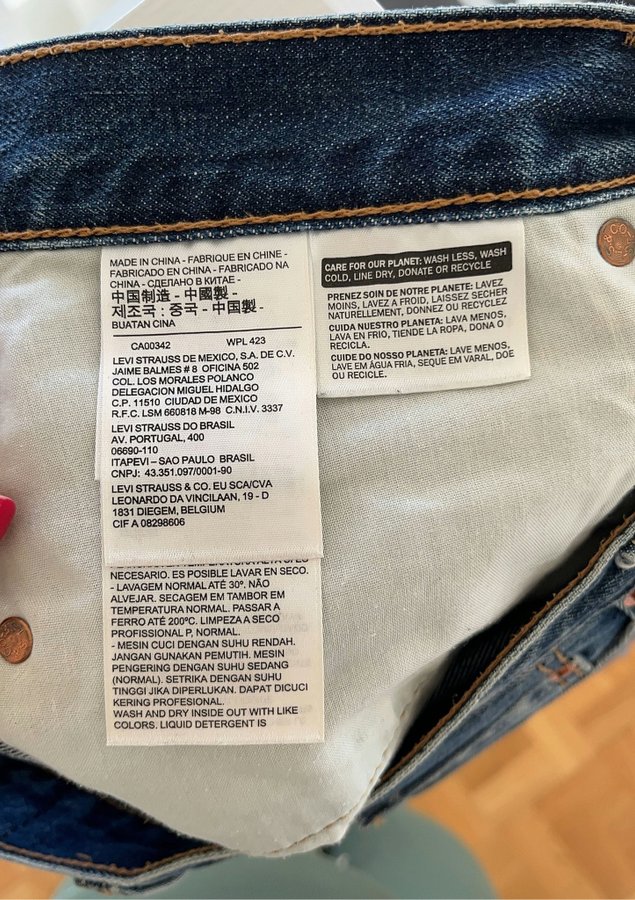 MADE IN CHINA - FABRIQUE EN CHINE -
FABRICADO EN CHINA - FABRICADO NA
CHINA - СДЕЛАНО В КИТАЕ -
中国制造 - 中國製 -
제조국 : 중국 - 中国製 -
BUATAN CINA
CA00342 WPL 423
LEVI STRAUSS DE MEXICO, S.A. DE C.V.
JAIME BALMES # 8 OFICINA 502
COL. LOS MORALES POLANCO
DELEGACION MIGUEL HIDALGO
C.P. 11510 CIUDAD DE MEXICO
R.F.C. LSM 660818 M-98 C.N.I.V. 3337
LEVI STRAUSS DO BRASIL
AV. PORTUGAL, 400
06690-110
ITAPEVI – SAO PAULO BRASIL
CNPJ: 43.351.097/0001-90
LEVI STRAUSS & CO. EU SCA/CVA
LEONARDO DA VINCILAAN, 19 - D
1831 DIEGEM, BELGIUM
CIF A 08298606
NECESARIO. ES POSIBLE LAVAR EN SECO.
- LAVAGEM NORMAL ATÉ 30º. NÃO
ALVEJAR. SECAGEM EM TAMBOR EM
TEMPERATURA NORMAL. PASSAR A
FERRO ATÉ 200ºC. LIMPEZA A SECO
PROFISSIONAL P, NORMAL.
- MESIN CUCI DENGAN SUHU RENDAH.
JANGAN GUNAKAN PEMUTIH. MESIN
PENGERING DENGAN SUHU SEDANG
(NORMAL). SETRIKA DENGAN SUHU
TINGGI JIKA DIPERLUKAN. DAPAT DICUCI
KERING PROFESIONAL.
WASH AND DRY INSIDE OUT WITH LIKE
COLORS. LIQUID DETERGENT IS
CARE FOR OUR PLANET: WASH LESS, WASH
COLD, LINE DRY, DONATE OR RECYCLE
PRENEZ SOIN DE NOTRE PLANETE: LAVEZ
MOINS, LAVEZ A FROID, LAISSEZ SECHER
NATURELLEMENT, DONNEZ OU RECYCLEZ
CUIDA NUESTRO PLANETA: LAVA MENOS,
LAVA EN FRIO, TIENDE LA ROPA, DONA O
RECICLA.
CUIDE DO NOSSO PLANETA: LAVE MENOS,
LAVE EM ÀGUA FRIA, SEQUE EM VARAL, DOE
OU RECICLE.